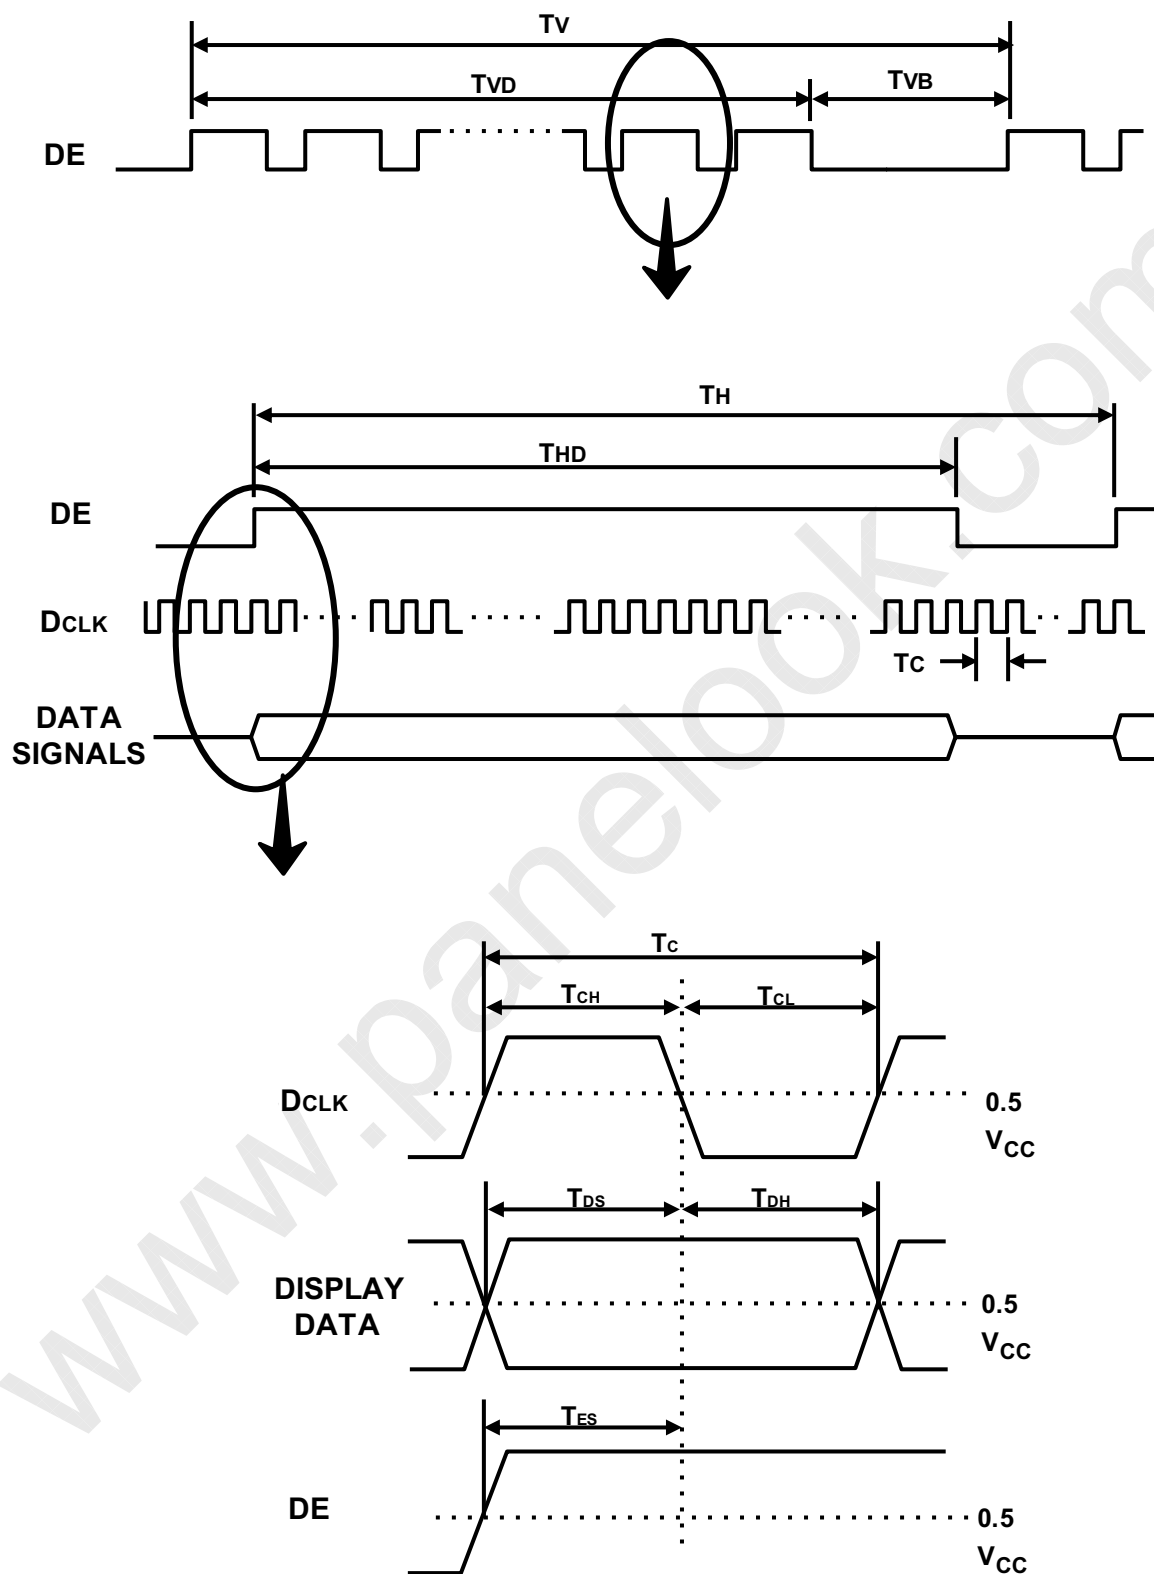 TV
TVD
TVB
DE
TH
THD
DE
DCLK
TC
DATA
SIGNALS
TC
TCH
TCL
DCLK
0.5
VCC
TDS
TDH
DISPLAY
DATA
0.5
VCC
TES
DE
0.5
VCC
www.panelook.com